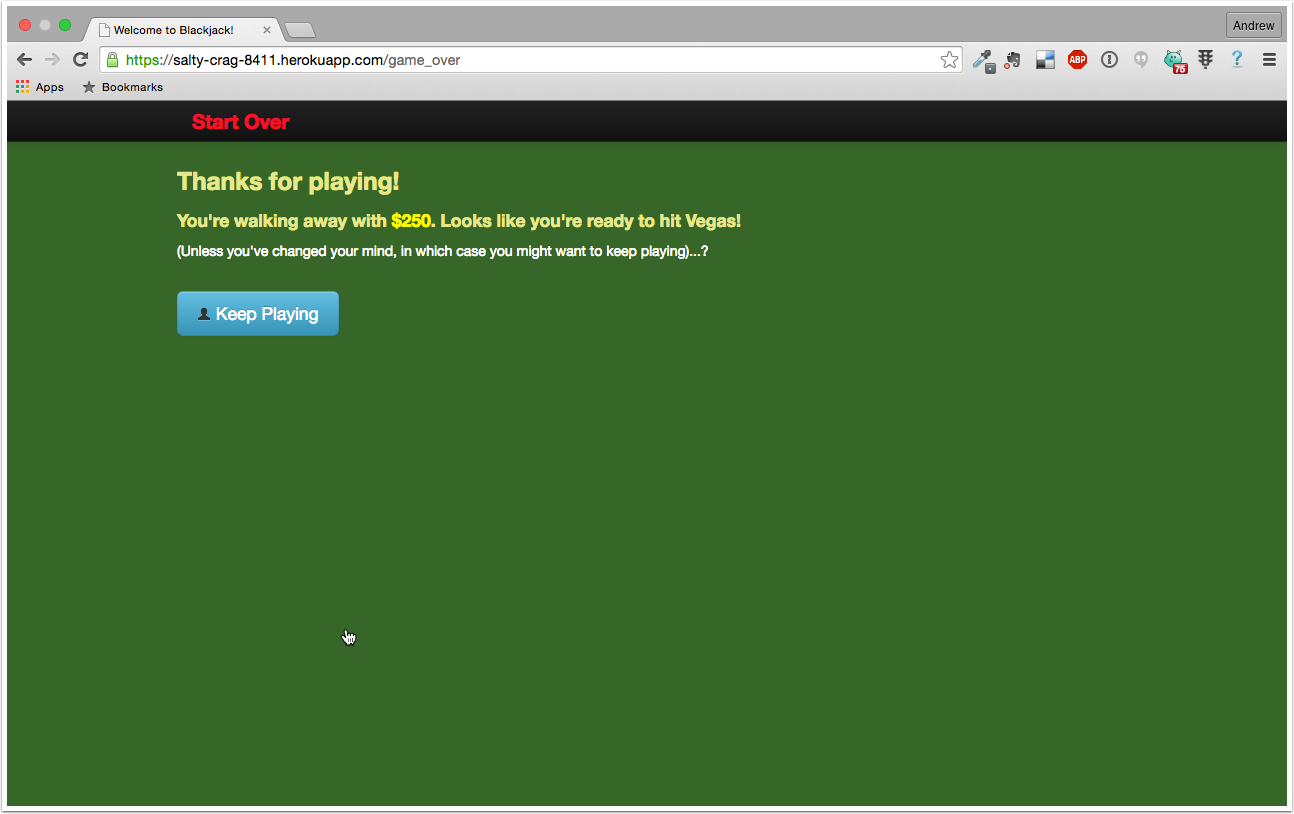 Welcome to Blackjack!
Andrew
https://salty-crag-8411.herokuapp.com/game_over
ABP
75
?
Apps
Bookmarks
Start Over
Thanks for playing!
You're walking away with $250. Looks like you're ready to hit Vegas!
(Unless you've changed your mind, in which case you might want to keep playing)...?
Keep Playing